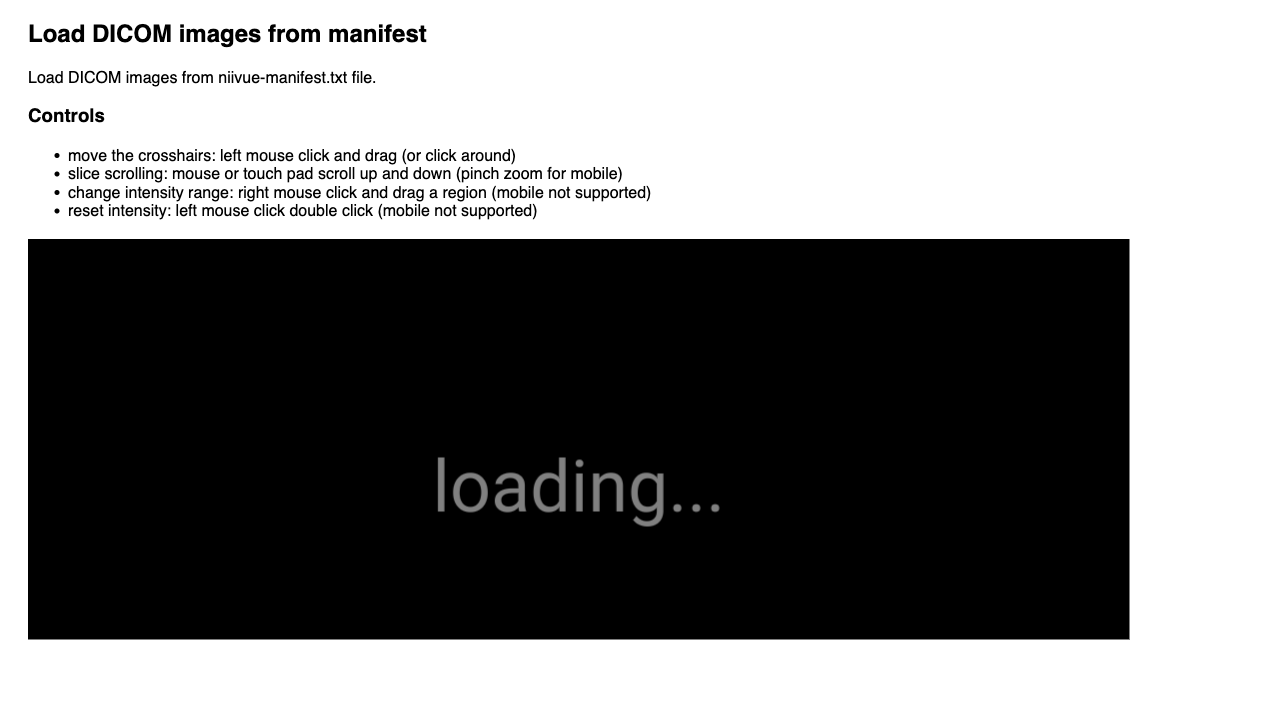 Load DICOM images from manifest
Load DICOM images from niivue-manifest.txt file.
Controls
• move the crosshairs: left mouse click and drag (or click around)
• slice scrolling: mouse or touch pad scroll up and down (pinch zoom for mobile)
• change intensity range: right mouse click and drag a region (mobile not supported)
• reset intensity: left mouse click double click (mobile not supported)
loading...